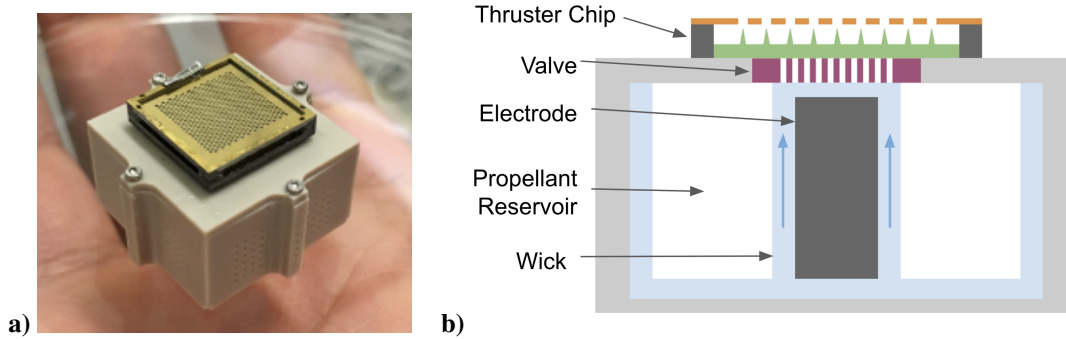 Thruster Chip
Valve
Electrode
Propellant
Reservoir
Wick
a)
b)